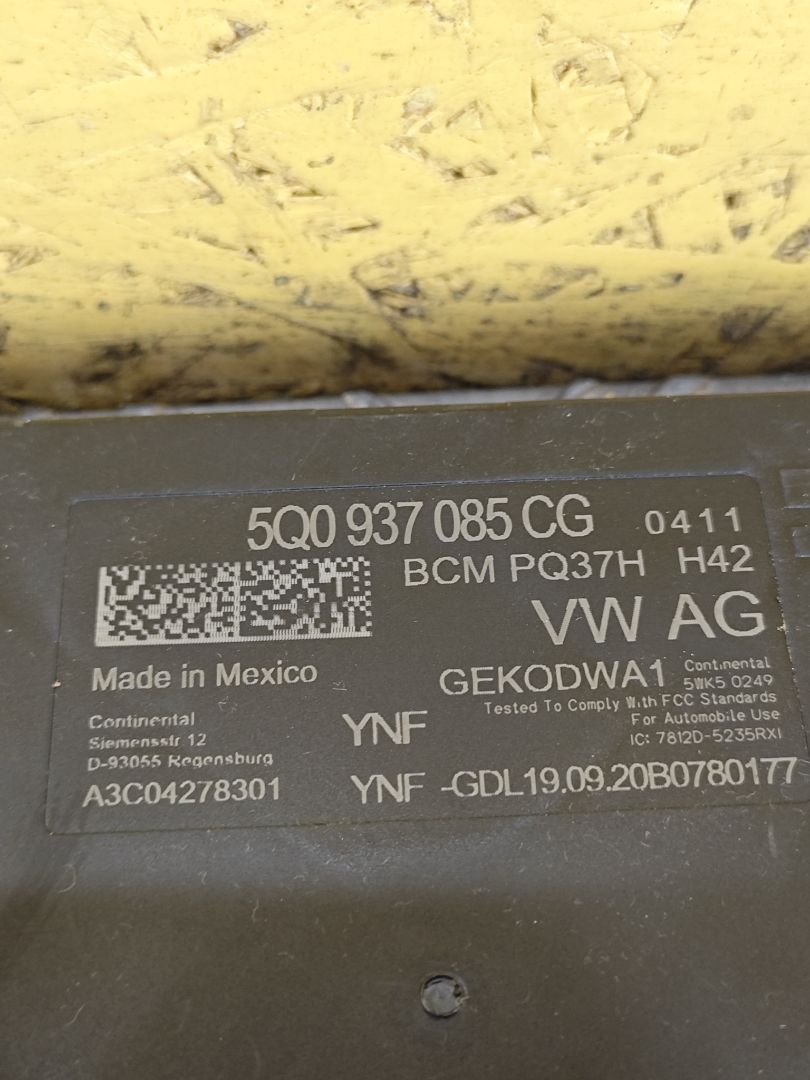 5Q0 937 085 CG 0411
BCM PQ37H H42
VW AG
Made in Mexico
GEKODWA1
Continental
5WK5 0249
Tested To Comply With FCC Standards
For Automobile Use
IC: 7812D-5235RX1
Continental
Siemensstr 12
D-93055 Regensburg
YNF
A3C04278301
YNF -GDL19.09.20B0780177